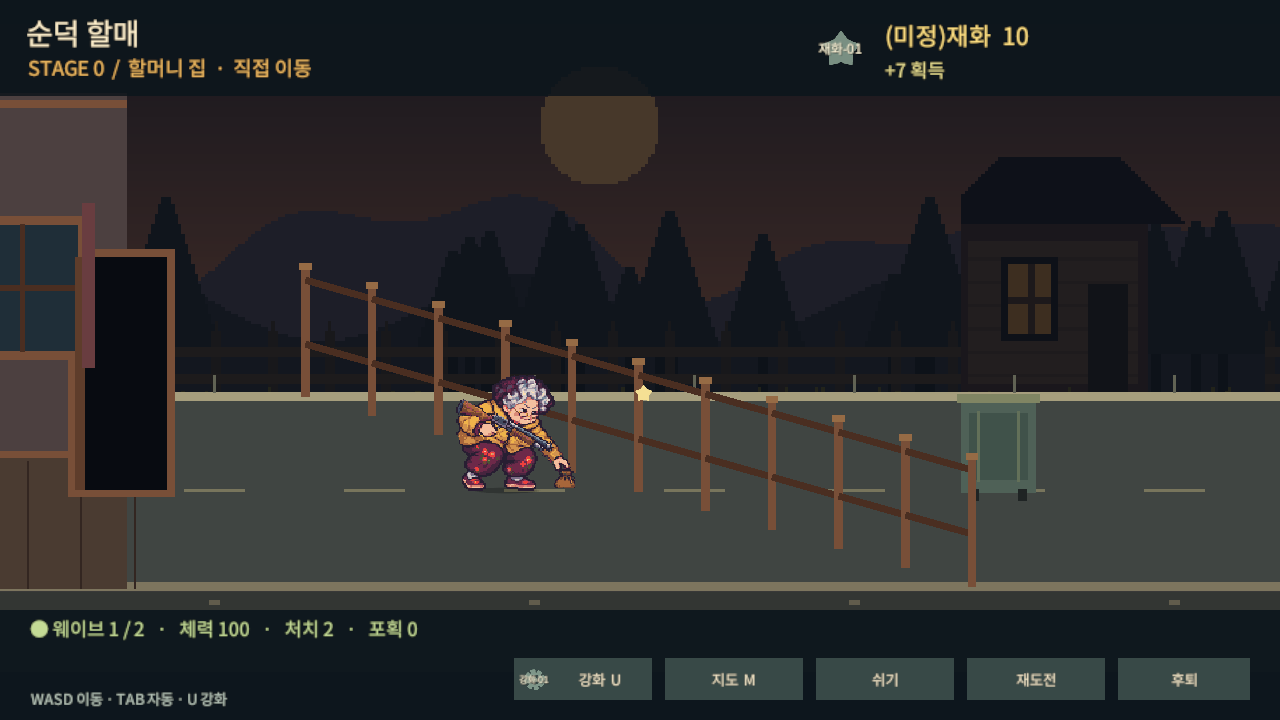 순덕 할매
STAGE 0 / 할머니 집 · 직접 이동
재화-01
(미정)재화 10
+7 획득
웨이브 1 / 2 · 체력 100 · 처치 2 · 포획 0
WASD 이동 · TAB 자동 · U 강화
강화-01
강화 U
지도 M
쉬기
재도전
후퇴